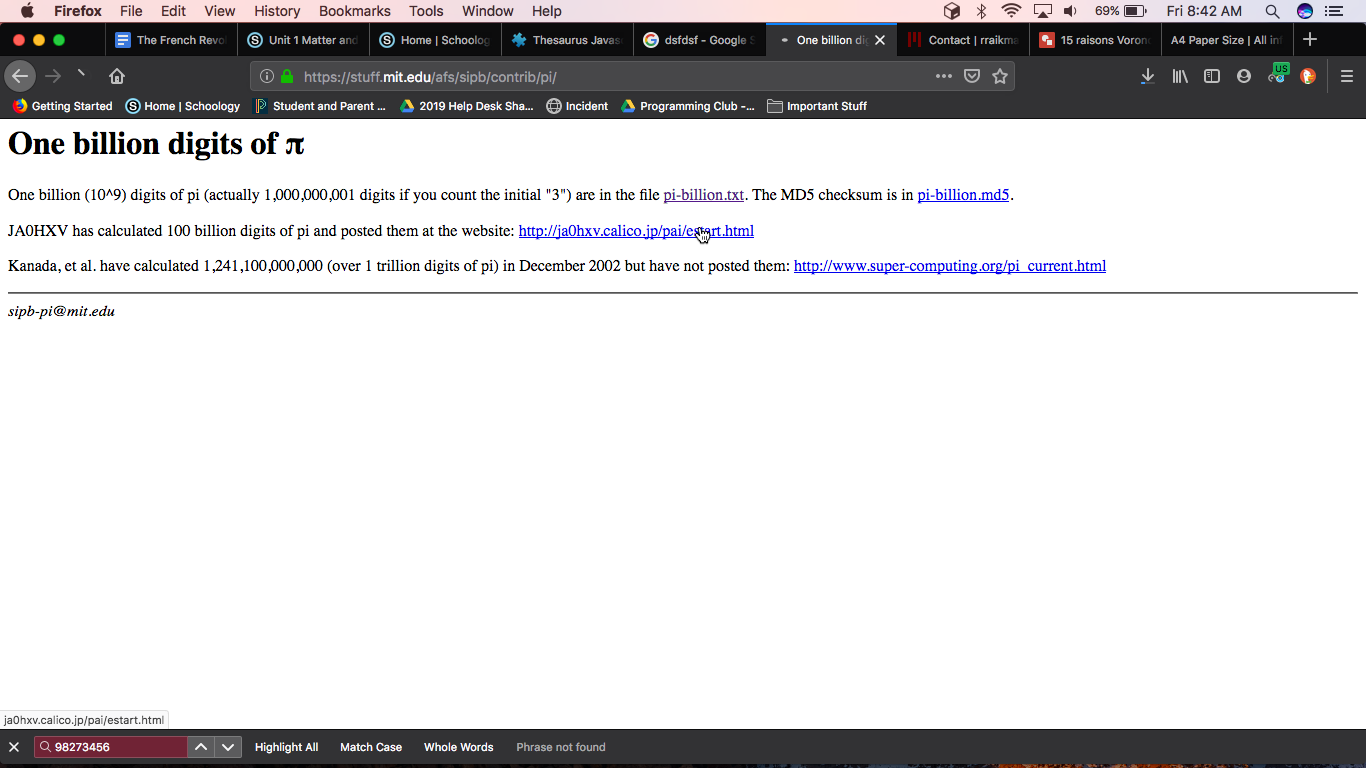 Firefox File Edit View History Bookmarks Tools Window Help 69% Fri 8:42 AM
The French Revo Unit 1 Matter and Home | Schoolog Thesaurus Javas dsfdsf - Google S One billion di Contact | rraikma 15 raisons Vorono A4 Paper Size | All in
https://stuff.mit.edu/afs/sipb/contrib/pi/ US
Getting Started Home | Schoology Student and Parent ... 2019 Help Desk Sha... Incident Programming Club -... Important Stuff
One billion digits of π
One billion (10^9) digits of pi (actually 1,000,000,001 digits if you count the initial "3") are in the file pi-billion.txt. The MD5 checksum is in pi-billion.md5.
JA0HXV has calculated 100 billion digits of pi and posted them at the website: http://ja0hxv.calico.jp/pai/estart.html
Kanada, et al. have calculated 1,241,100,000,000 (over 1 trillion digits of pi) in December 2002 but have not posted them: http://www.super-computing.org/pi_current.html
sipb-pi@mit.edu
ja0hxv.calico.jp/pai/estart.html
98273456 Highlight All Match Case Whole Words Phrase not found